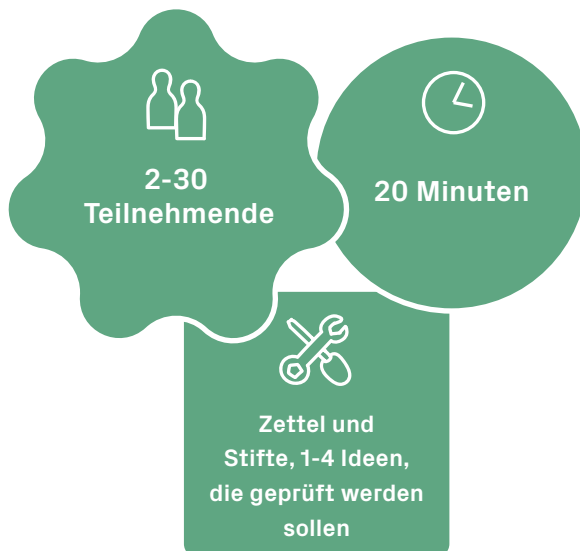 2-30
Teilnehmende
20 Minuten
Zettel und
Stifte, 1-4 Ideen,
die geprüft werden
sollen